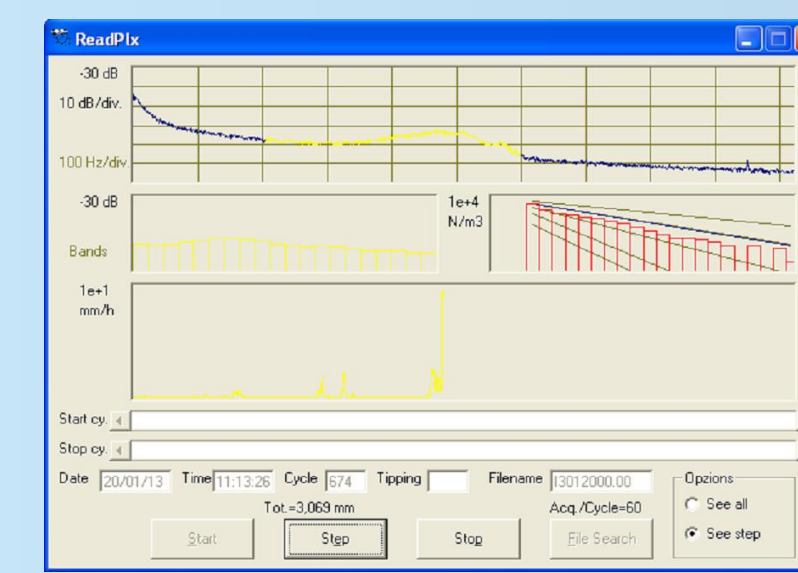 ReadPlx
-30 dB
10 dB/div.
100 Hz/div.
-30 dB
Bands
1e+4
N/m3
1e+1
mm/h
Start cy.
Stop cy.
Date 20/01/13 Time 11:13:26 Cycle 674 Tipping Filename I3012000.00
Opzions
See all
See step
Tot.=3,069 mm Acq./Cycle=60
Start Step Stop File Search